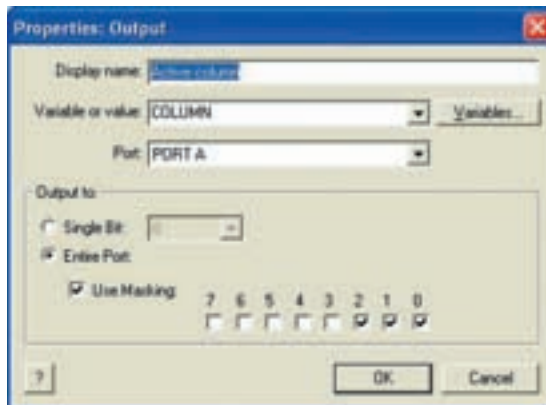 Properties: Output
Display name: Active column
Variable or value: COLUMN Variables...
Port: PORT A
Output to:
Single Bit: 0
Entire Port:
Use Masking:
7 6 5 4 3 2 1 0
? OK Cancel